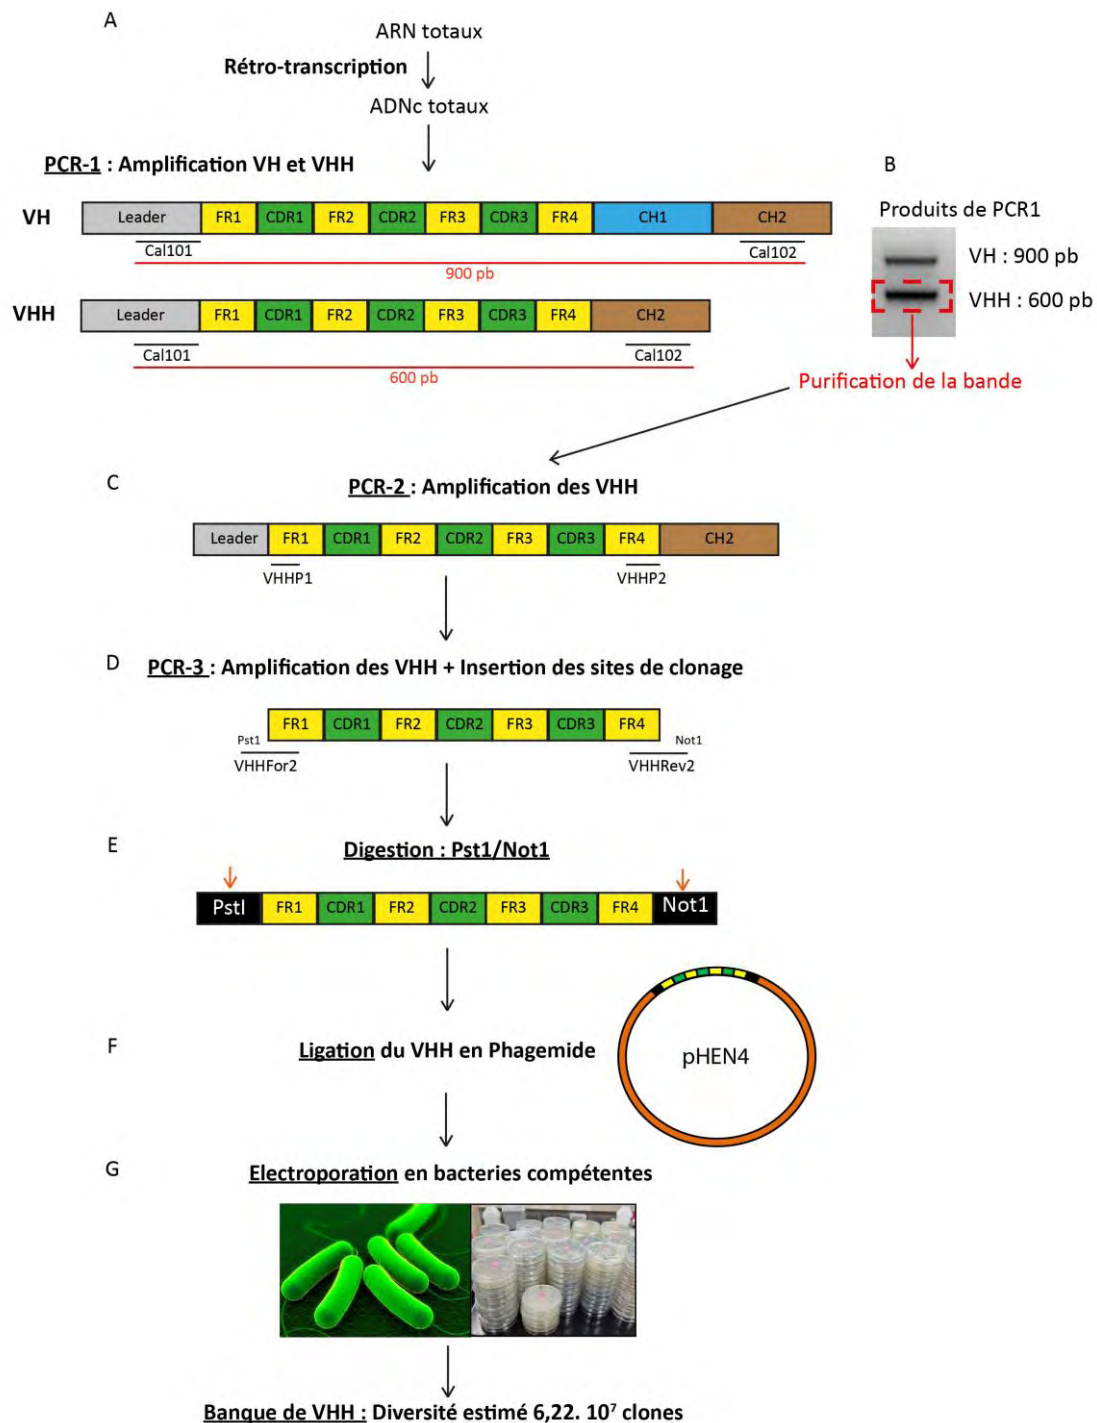 A
ARN totaux
Rétro-transcription
ADNc totaux
PCR-1 : Amplification VH et VHH
B
Produits de PCR1
VH : 900 pb
VHH : 600 pb
Purification de la bande
VH
Leader FR1 CDR1 FR2 CDR2 FR3 CDR3 FR4 CH1 CH2
Cal101 Cal102
900 pb
VHH
Leader FR1 CDR1 FR2 CDR2 FR3 CDR3 FR4 CH2
Cal101 Cal102
600 pb
C
PCR-2 : Amplification des VHH
Leader FR1 CDR1 FR2 CDR2 FR3 CDR3 FR4 CH2
VHHP1 VHHP2
D
PCR-3 : Amplification des VHH + Insertion des sites de clonage
FR1 CDR1 FR2 CDR2 FR3 CDR3 FR4
Pst1 Not1
VHHFor2 VHHRev2
E
Digestion : Pst1/Not1
PstI FR1 CDR1 FR2 CDR2 FR3 CDR3 FR4 Not1
F
Ligation du VHH en Phagemide
pHEN4
G
Electroporation en bacteries compétentes
Banque de VHH : Diversité estimé 6,22. 10⁷ clones